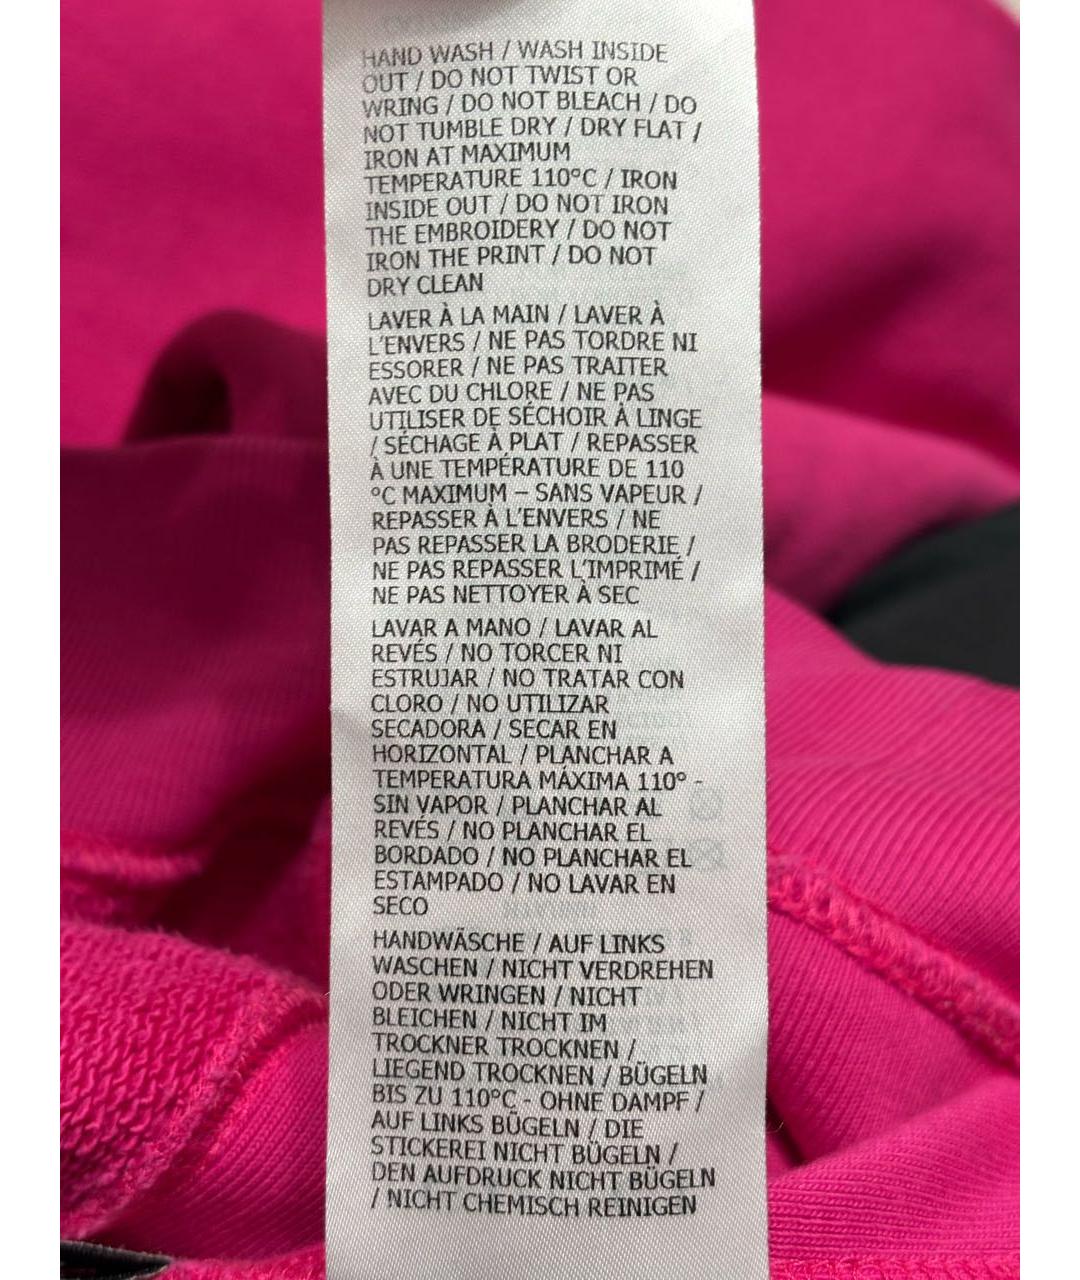 HAND WASH / WASH INSIDE
OUT / DO NOT TWIST OR
WRING / DO NOT BLEACH / DO
NOT TUMBLE DRY / DRY FLAT /
IRON AT MAXIMUM
TEMPERATURE 110°C / IRON
INSIDE OUT / DO NOT IRON
THE EMBROIDERY / DO NOT
IRON THE PRINT / DO NOT
DRY CLEAN
LAVER À LA MAIN / LAVER À
L'ENVERS / NE PAS TORDRE NI
ESSORER / NE PAS TRAITER
AVEC DU CHLORE / NE PAS
UTILISER DE SÉCHOIR À LINGE
/ SÉCHAGE À PLAT / REPASSER
À UNE TEMPÉRATURE DE 110
°C MAXIMUM – SANS VAPEUR /
REPASSER À L'ENVERS / NE
PAS REPASSER LA BRODERIE /
NE PAS REPASSER L'IMPRIMÉ /
NE PAS NETTOYER À SEC
LAVAR A MANO / LAVAR AL
REVÉS / NO TORCER NI
ESTRUJAR / NO TRATAR CON
CLORO / NO UTILIZAR
SECADORA / SECAR EN
HORIZONTAL / PLANCHAR A
TEMPERATURA MÁXIMA 110° -
SIN VAPOR / PLANCHAR AL
REVÉS / NO PLANCHAR EL
BORDADO / NO PLANCHAR EL
ESTAMPADO / NO LAVAR EN
SECO
HANDWÄSCHE / AUF LINKS
WASCHEN / NICHT VERDREHEN
ODER WRINGEN / NICHT
BLEICHEN / NICHT IM
TROCKNER TROCKNEN /
LIEGEND TROCKNEN / BÜGELN
BIS ZU 110°C - OHNE DAMPF /
AUF LINKS BÜGELN / DIE
STICKEREI NICHT BÜGELN /
DEN AUFDRUCK NICHT BÜGELN
/ NICHT CHEMISCH REINIGEN